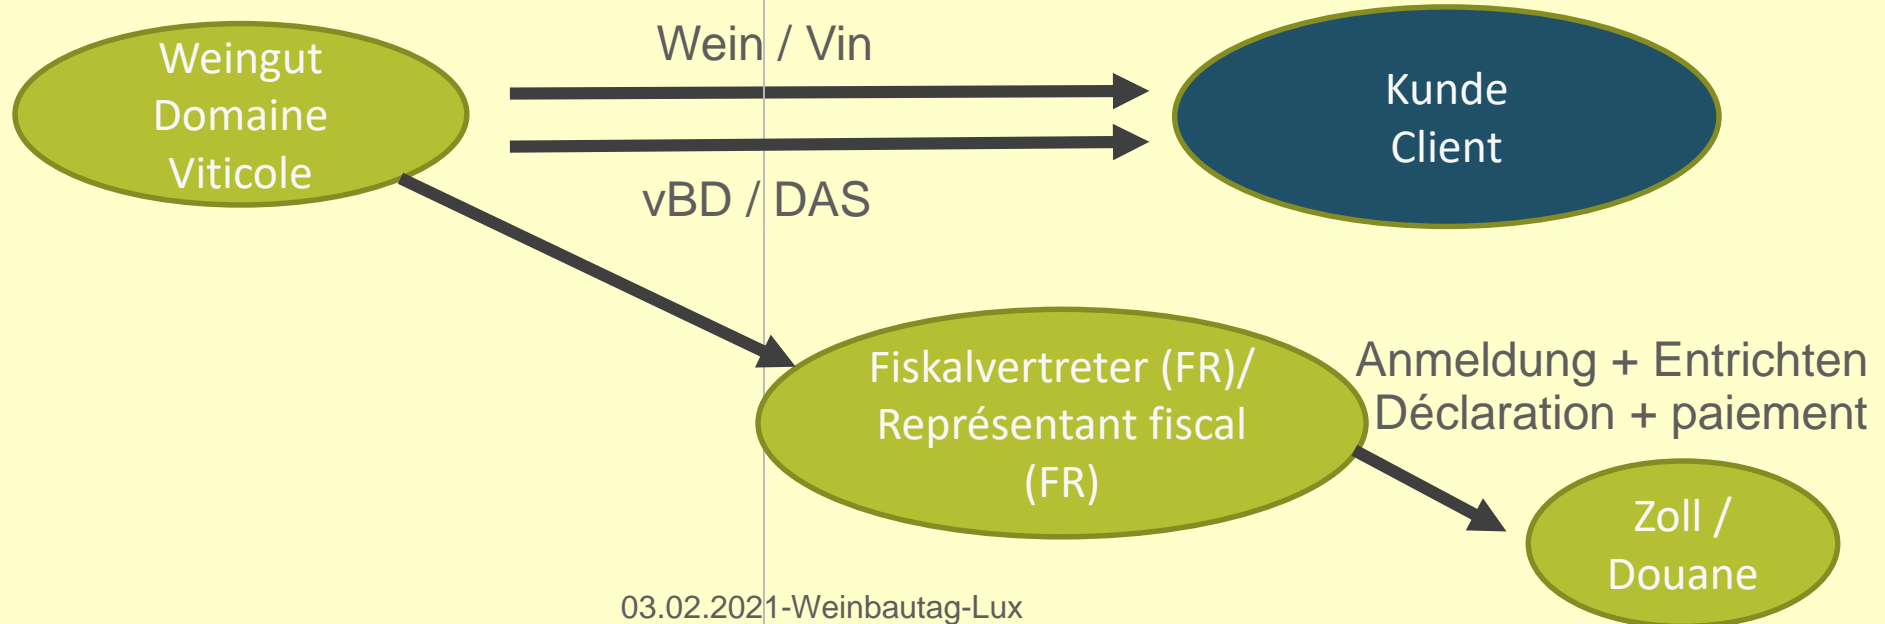 Weingut
Domaine
Viticole
Wein / Vin
vBD / DAS
Kunde
Client
Fiskalvertreter (FR)/
Représentant fiscal
(FR)
Anmeldung + Entrichten
Déclaration + paiement
Zoll /
Douane
03.02.2021-Weinbautag-Lux